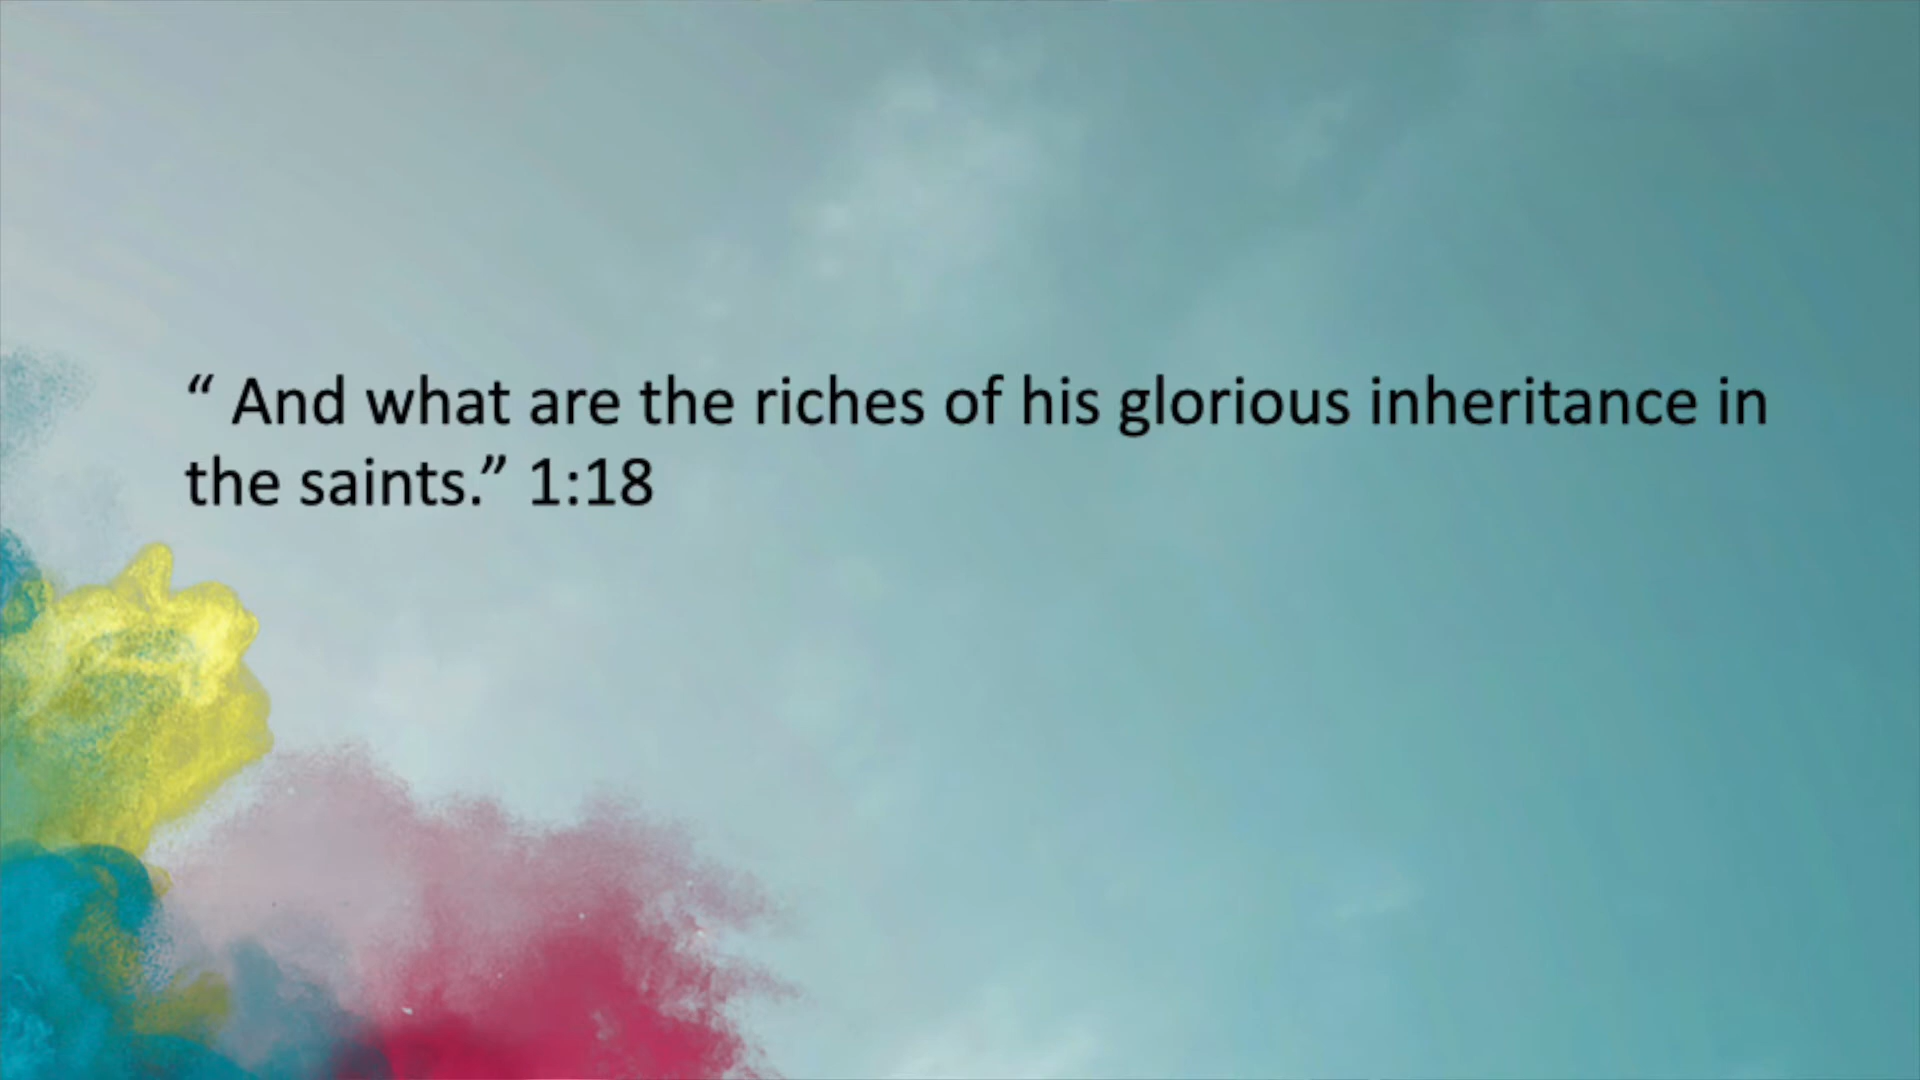 “ And what are the riches of his glorious inheritance in
the saints.” 1:18